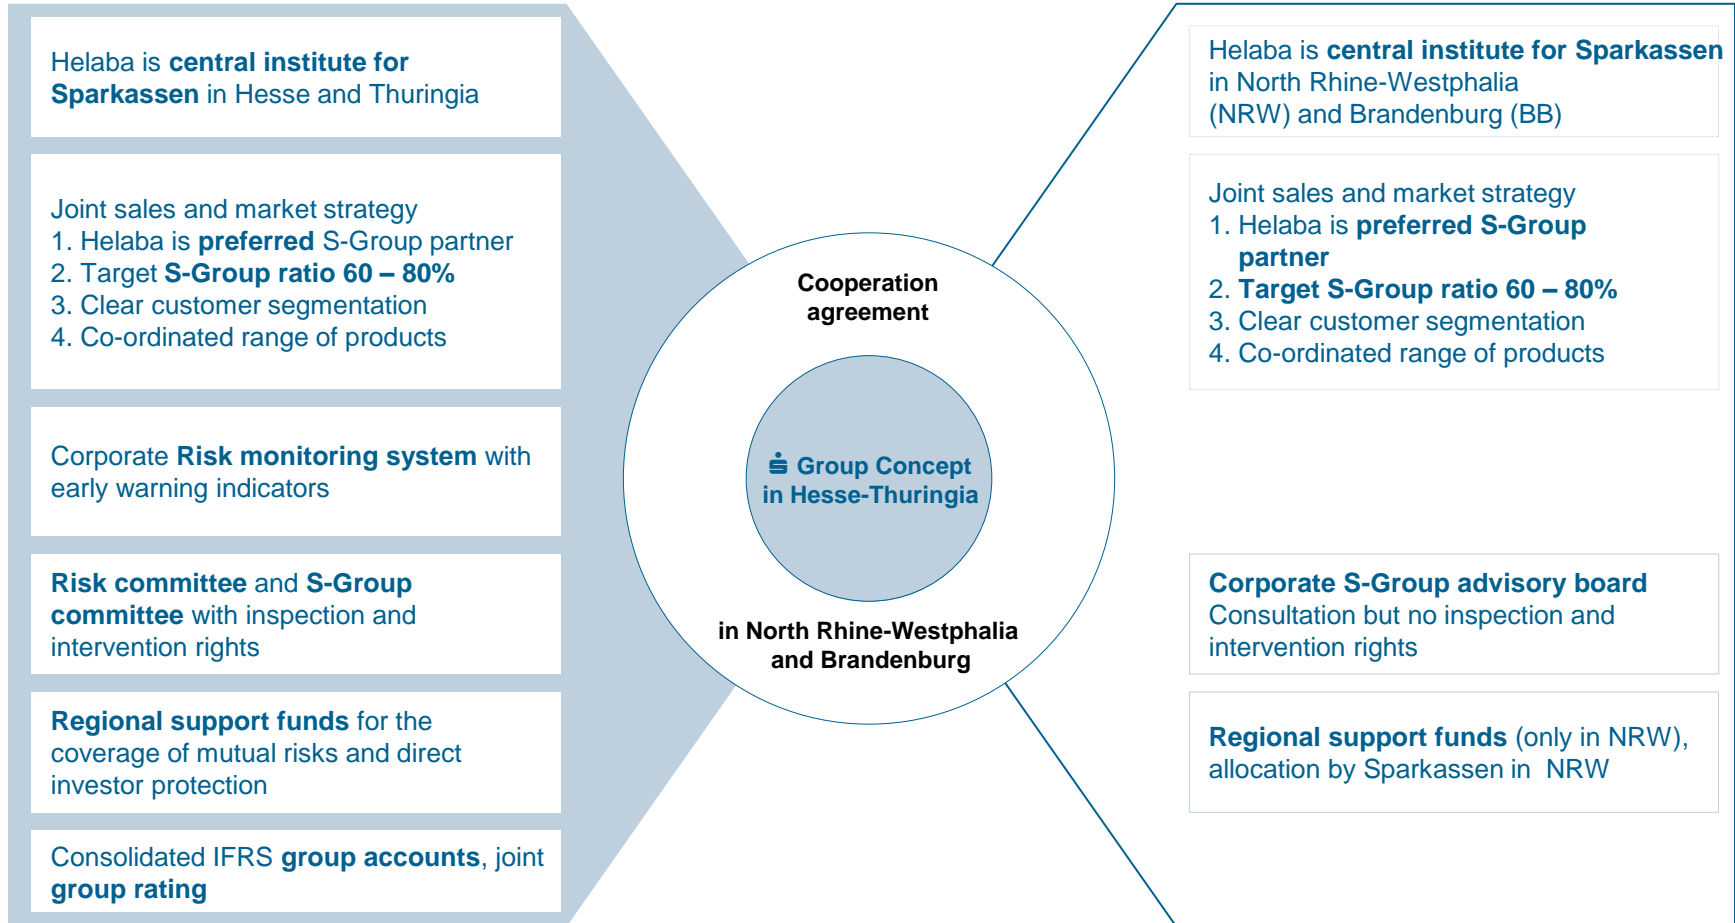 Helaba is central institute for
Sparkassen in Hesse and Thuringia
Joint sales and market strategy
1. Helaba is preferred S-Group partner
2. Target S-Group ratio 60 – 80%
3. Clear customer segmentation
4. Co-ordinated range of products
Corporate Risk monitoring system with
early warning indicators
Risk committee and S-Group
committee with inspection and
intervention rights
Regional support funds for the
coverage of mutual risks and direct
investor protection
Consolidated IFRS group accounts, joint
group rating
Cooperation
agreement
S Group Concept
in Hesse-Thuringia
in North Rhine-Westphalia
and Brandenburg
Helaba is central institute for Sparkassen
in North Rhine-Westphalia
(NRW) and Brandenburg (BB)
Joint sales and market strategy
1. Helaba is preferred S-Group
partner
2. Target S-Group ratio 60 – 80%
3. Clear customer segmentation
4. Co-ordinated range of products
Corporate S-Group advisory board
Consultation but no inspection and
intervention rights
Regional support funds (only in NRW),
allocation by Sparkassen in NRW